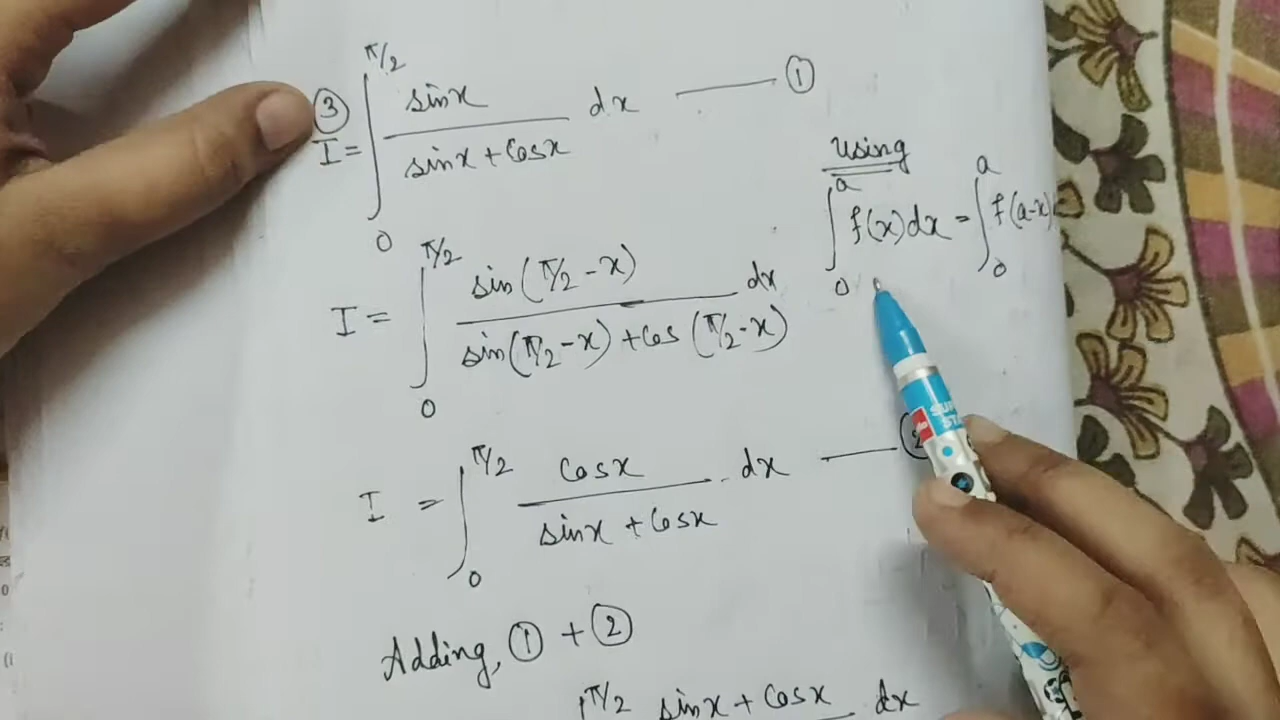 ③ I = ∫₀^{π/2} sinx / (sinx + cosx) dx —— ①
Using
∫₀^a f(x)dx = ∫₀^a f(a-x)
I = ∫₀^{π/2} sin(π/2 - x) / (sin(π/2 - x) + cos(π/2 - x)) dx
I = ∫₀^{π/2} cosx / (sinx + cosx) dx —— ②
Adding, ① + ②
π/2 sinx + cosx dx